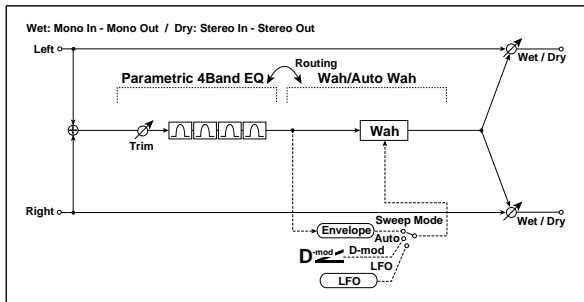 Wet: Mono In - Mono Out / Dry: Stereo In - Stereo Out
Left
Wet / Dry
Routing
Parametric 4Band EQ
Wah/Auto Wah
Trim
Wah
Right
Wet / Dry
Sweep Mode
Envelope
Auto
D-mod
D-mod
LFO
LFO